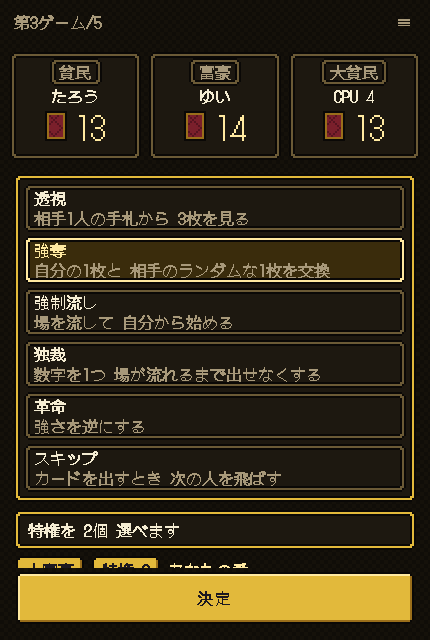 第3ゲーム/5
貧民 富豪 大貧民
たろう ゆい CPU 4
13 14 13
透視
相手1人の手札から 3枚を見る
強奪
自分の1枚と 相手のランダムな1枚を交換
強制流し
場を流して 自分から始める
独裁
数字を1つ 場が流れるまで出せなくする
革命
強さを逆にする
スキップ
カードを出すとき 次の人を飛ばす
特権を 2個 選べます
決定